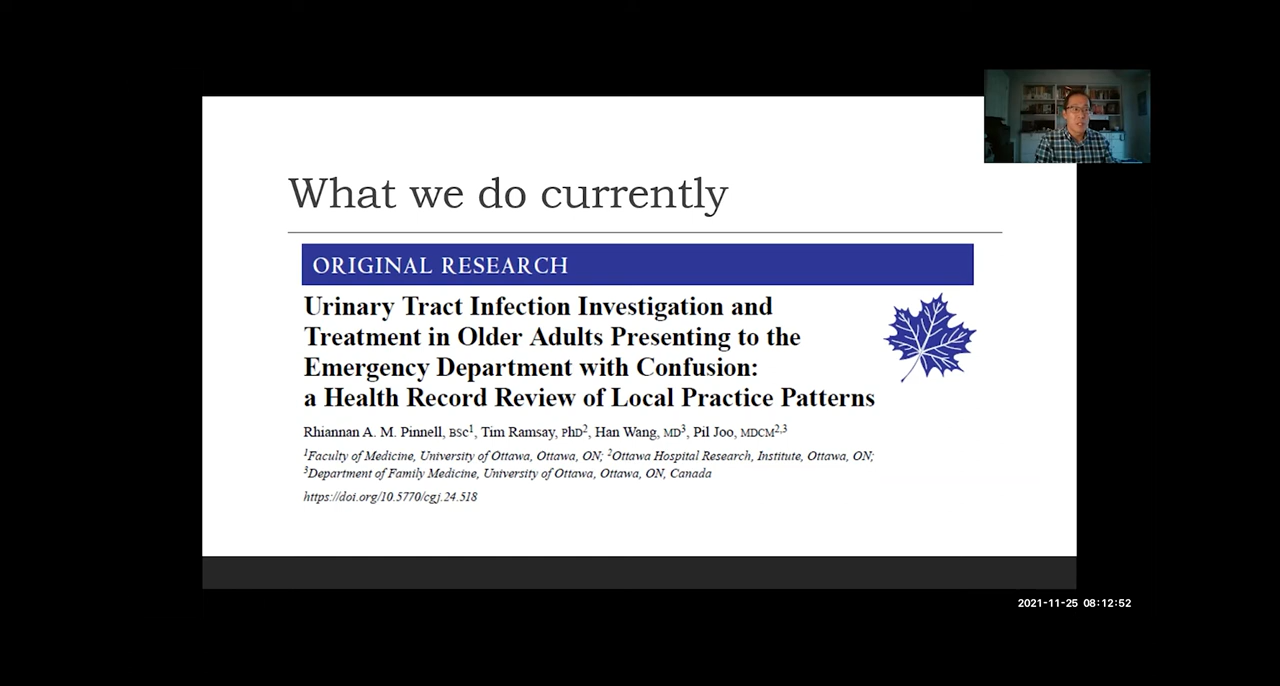 What we do currently
ORIGINAL RESEARCH
Urinary Tract Infection Investigation and
Treatment in Older Adults Presenting to the
Emergency Department with Confusion:
a Health Record Review of Local Practice Patterns
Rhiannan A. M. Pinnell, BSc1, Tim Ramsay, PhD2, Han Wang, MD3, Pil Joo, MDCM2,3
1Faculty of Medicine, University of Ottawa, Ottawa, ON; 2Ottawa Hospital Research, Institute, Ottawa, ON;
3Department of Family Medicine, University of Ottawa, Ottawa, ON, Canada
https://doi.org/10.5770/cgj.24.518
2021-11-25 08:12:52